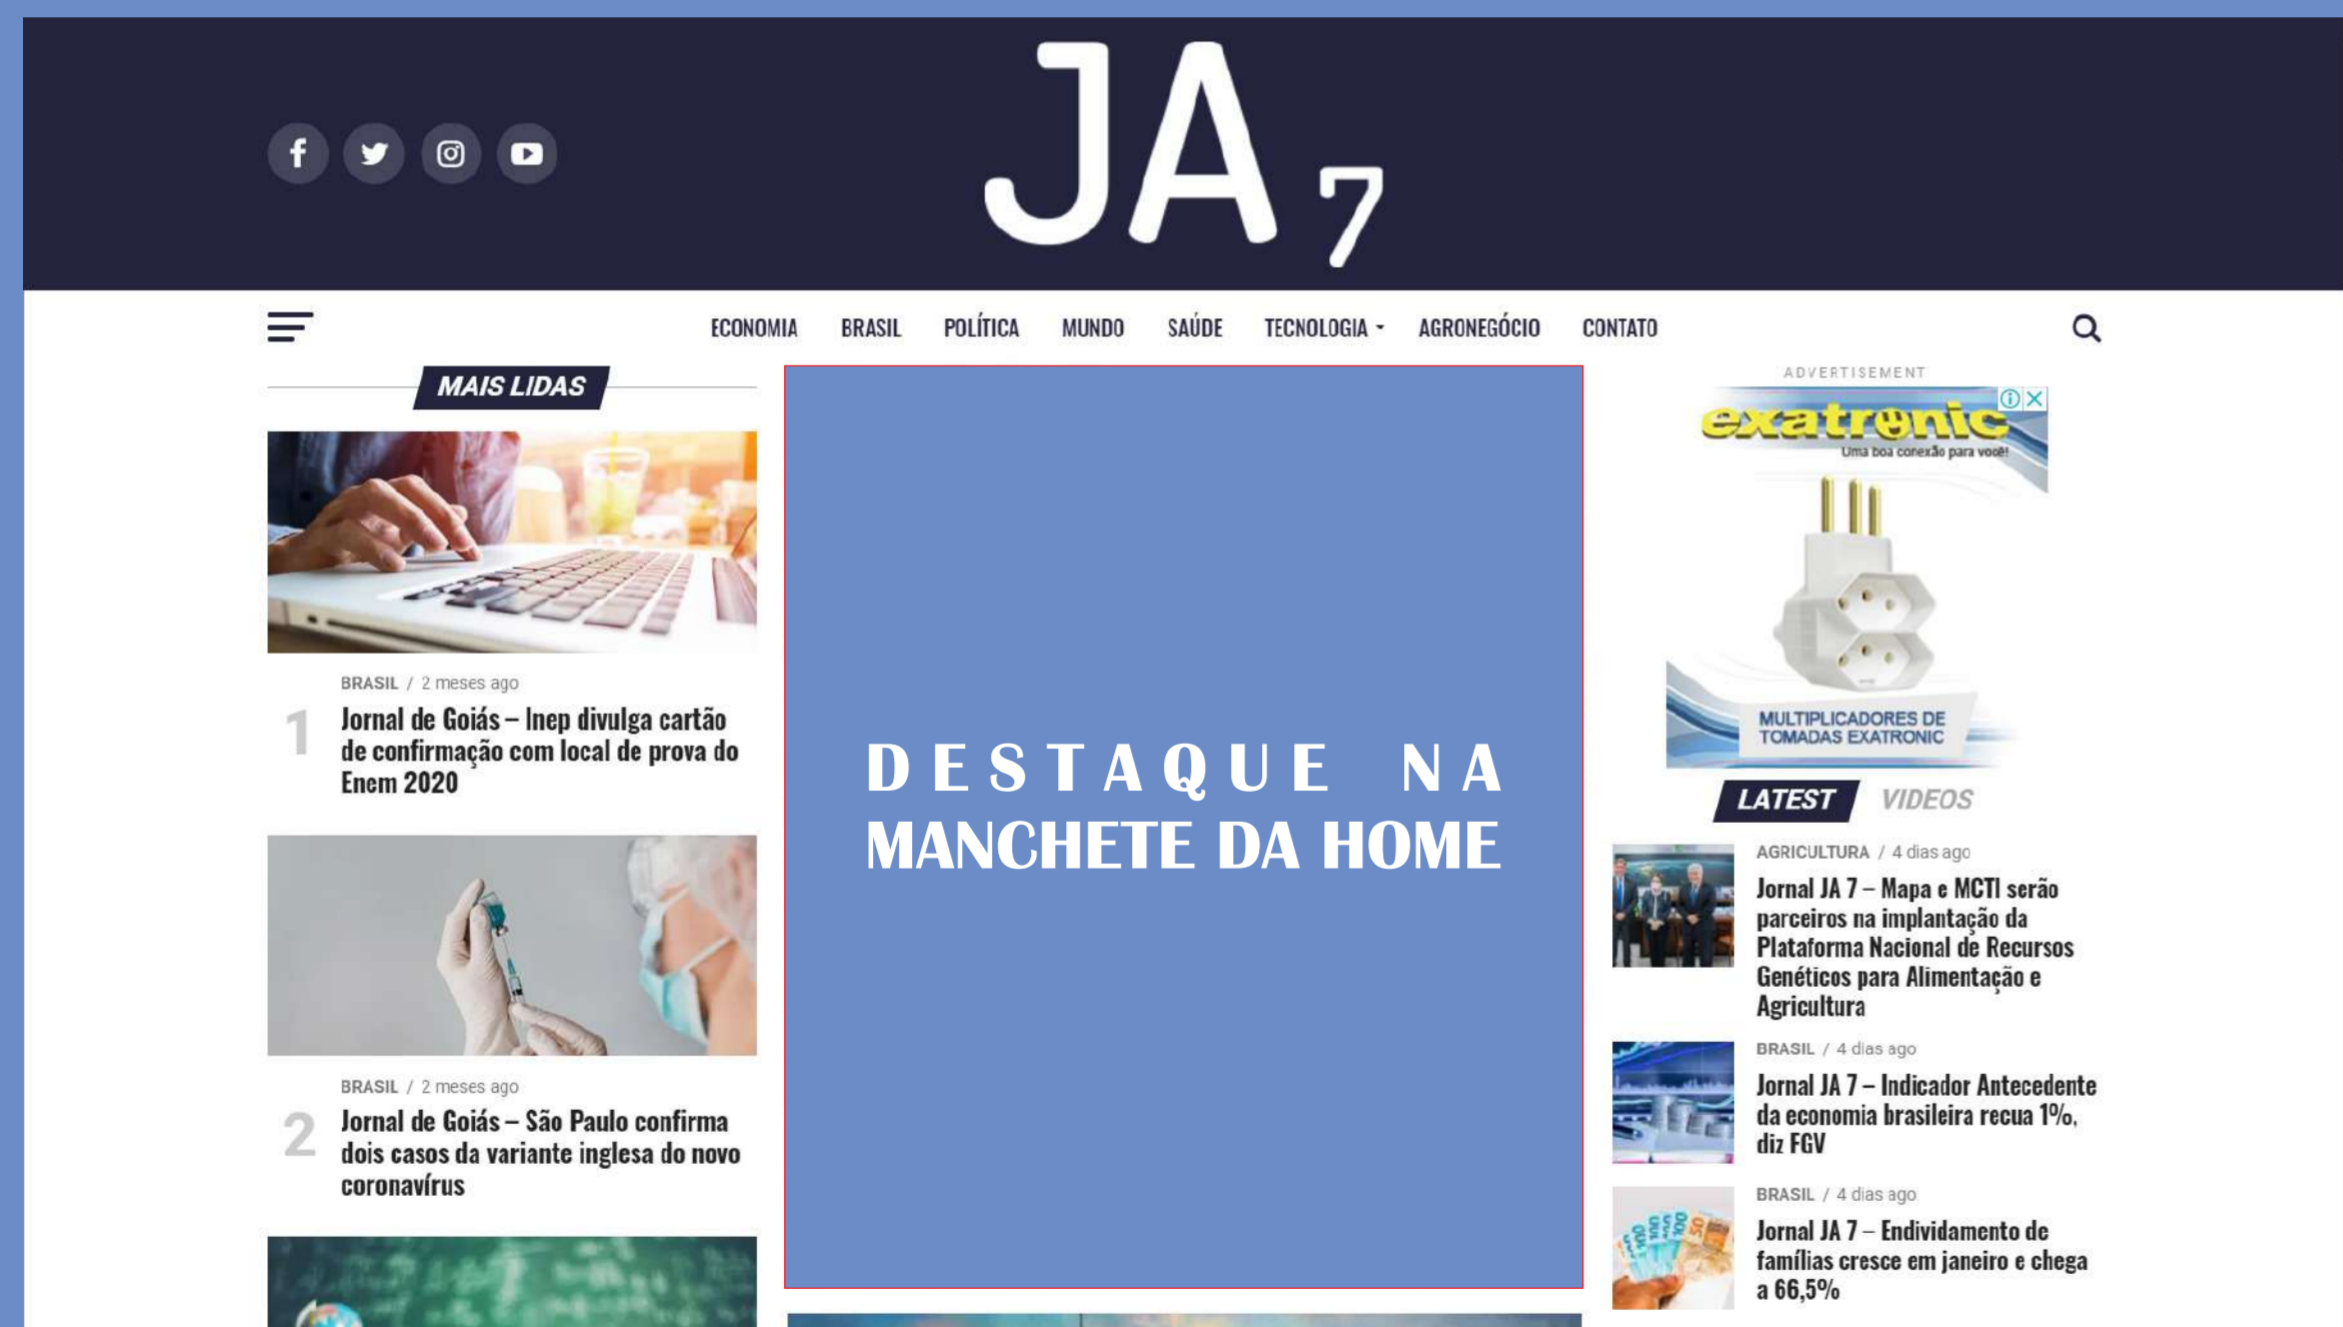 JA 7
ECONOMIA BRASIL POLÍTICA MUNDO SAÚDE TECNOLOGIA AGRONEGÓCIO CONTATO
MAIS LIDAS
BRASIL / 2 meses ago
1
Jornal de Goiás – Inep divulga cartão
de confirmação com local de prova do
Enem 2020
BRASIL / 2 meses ago
2
Jornal de Goiás – São Paulo confirma
dois casos da variante inglesa do novo
coronavírus
DESTAQUE NA
MANCHETE DA HOME
ADVERTISEMENT
exatronic
Uma boa conexão para você!
MULTIPLICADORES DE
TOMADAS EXATRONIC
LATEST VIDEOS
AGRICULTURA / 4 dias ago
Jornal JA 7 – Mapa e MCTI serão
parceiros na implantação da
Plataforma Nacional de Recursos
Genéticos para Alimentação e
Agricultura
BRASIL / 4 dias ago
Jornal JA 7 – Indicador Antecedente
da economia brasileira recua 1%,
diz FGV
BRASIL / 4 dias ago
Jornal JA 7 – Endividamento de
famílias cresce em janeiro e chega
a 66,5%